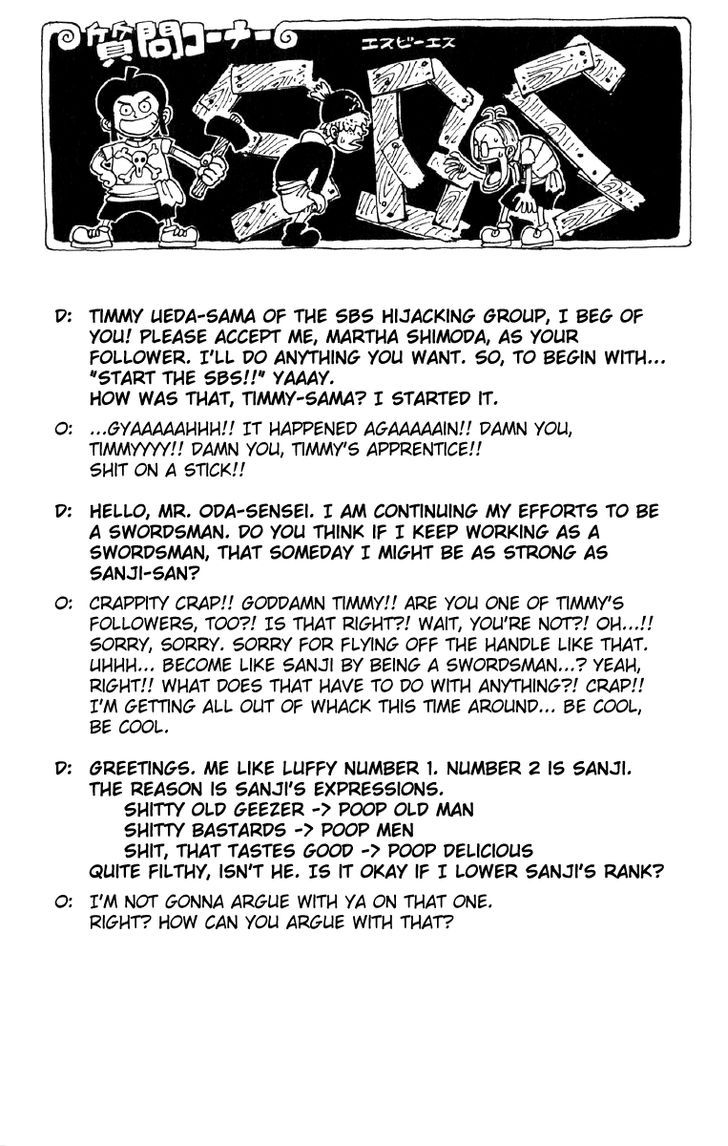 質問コーナー
エスビーエス
SBS
D: TIMMY UEDA-SAMA OF THE SBS HIJACKING GROUP, I BEG OF
YOU! PLEASE ACCEPT ME, MARTHA SHIMODA, AS YOUR
FOLLOWER. I'LL DO ANYTHING YOU WANT. SO, TO BEGIN WITH...
"START THE SBS!!" YAAAY.
HOW WAS THAT, TIMMY-SAMA? I STARTED IT.
O: ...GYAAAAAHHH!! IT HAPPENED AGAAAAAIN!! DAMN YOU,
TIMMYYYY!! DAMN YOU, TIMMY'S APPRENTICE!!
SHIT ON A STICK!!
D: HELLO, MR. ODA-SENSEI. I AM CONTINUING MY EFFORTS TO BE
A SWORDSMAN. DO YOU THINK IF I KEEP WORKING AS A
SWORDSMAN, THAT SOMEDAY I MIGHT BE AS STRONG AS
SANJI-SAN?
O: CRAPPITY CRAP!! GODDAMN TIMMY!! ARE YOU ONE OF TIMMY'S
FOLLOWERS, TOO?! IS THAT RIGHT?! WAIT, YOU'RE NOT?! OH...!!
SORRY, SORRY. SORRY FOR FLYING OFF THE HANDLE LIKE THAT.
UHHH... BECOME LIKE SANJI BY BEING A SWORDSMAN...? YEAH,
RIGHT!! WHAT DOES THAT HAVE TO DO WITH ANYTHING?! CRAP!!
I'M GETTING ALL OUT OF WHACK THIS TIME AROUND... BE COOL,
BE COOL.
D: GREETINGS. ME LIKE LUFFY NUMBER 1. NUMBER 2 IS SANJI.
THE REASON IS SANJI'S EXPRESSIONS.
SHITTY OLD GEEZER -> POOP OLD MAN
SHITTY BASTARDS -> POOP MEN
SHIT, THAT TASTES GOOD -> POOP DELICIOUS
QUITE FILTHY, ISN'T HE. IS IT OKAY IF I LOWER SANJI'S RANK?
O: I'M NOT GONNA ARGUE WITH YA ON THAT ONE.
RIGHT? HOW CAN YOU ARGUE WITH THAT?